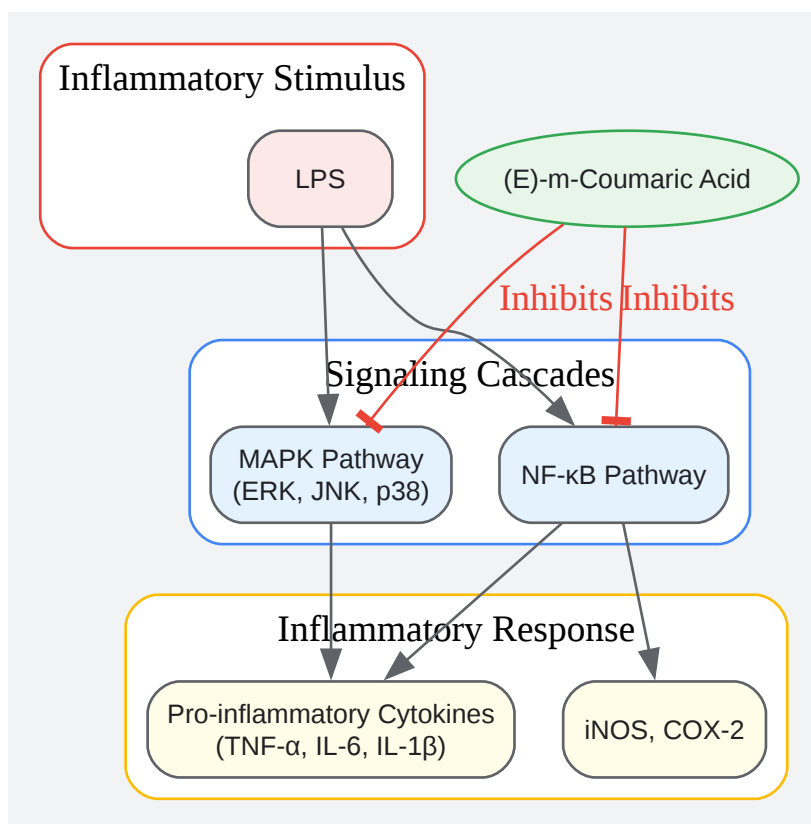 Inflammatory Stimulus
LPS
(E)-m-Coumaric Acid
Inhibits
Inhibits
Signaling Cascades
MAPK Pathway
(ERK, JNK, p38)
NF-κB Pathway
Inflammatory Response
Pro-inflammatory Cytokines
(TNF-α, IL-6, IL-1β)
iNOS, COX-2